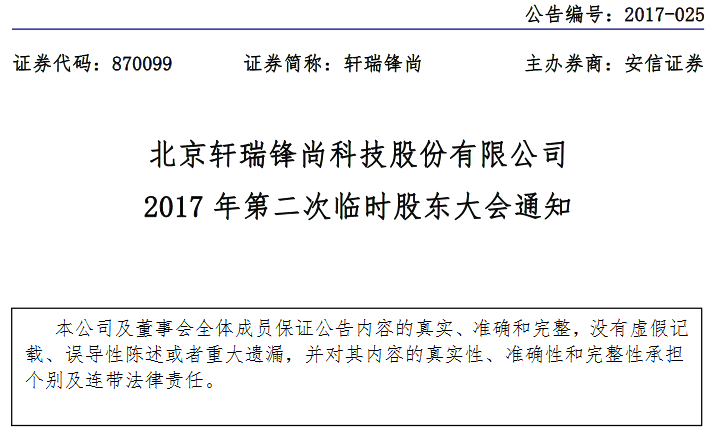 公告编号：2017-025
证券代码：870099 证券简称：轩瑞锋尚 主办券商：安信证券
北京轩瑞锋尚科技股份有限公司
2017 年第二次临时股东大会通知
本公司及董事会全体成员保证公告内容的真实、准确和完整，没有虚假记
载、误导性陈述或者重大遗漏，并对其内容的真实性、准确性和完整性承担
个别及连带法律责任。